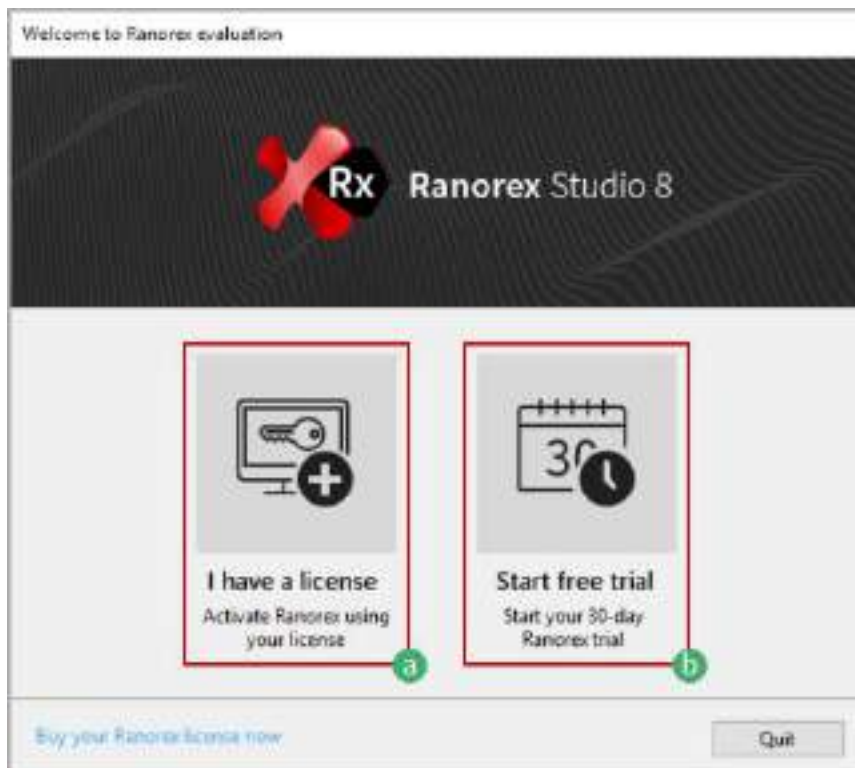 Welcome to Ranorex evaluation
Rx Ranorex Studio 8
30
I have a license
Activate Ranorex using
your license
a
Start free trial
Start your 30-day
Ranorex trial
b
Buy your Ranorex license now
Quit